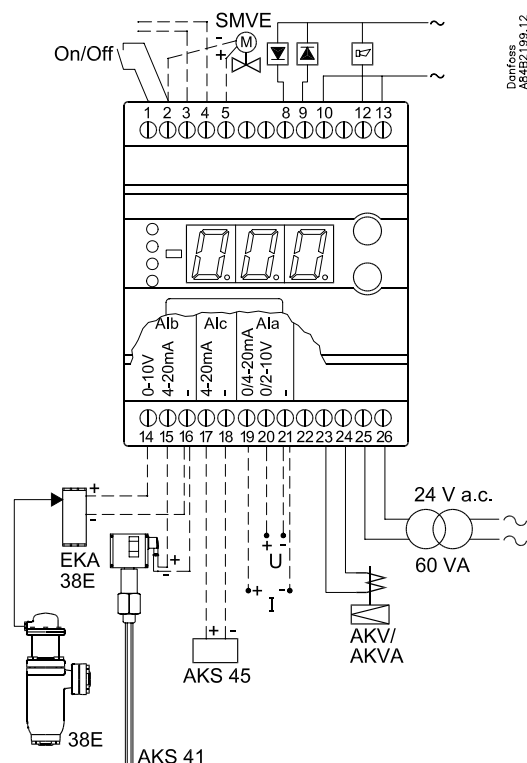 SMVE
-
M
+
On/Off
~
~
Danfoss
A84B2199.12
1 2 3 4 5 8 9 10 12 13
AIb AIc AIa
0-10V
4-20mA
-
4-20mA
-
0/4-20mA
0/2-10V
-
14 15 16 17 18 19 20 21 22 23 24 25 26
+
-
EKA
38E
+
-
+ -
U
+ -
I
+ -
AKS 45
24 V a.c.
60 VA
AKV/
AKVA
38E
AKS 41